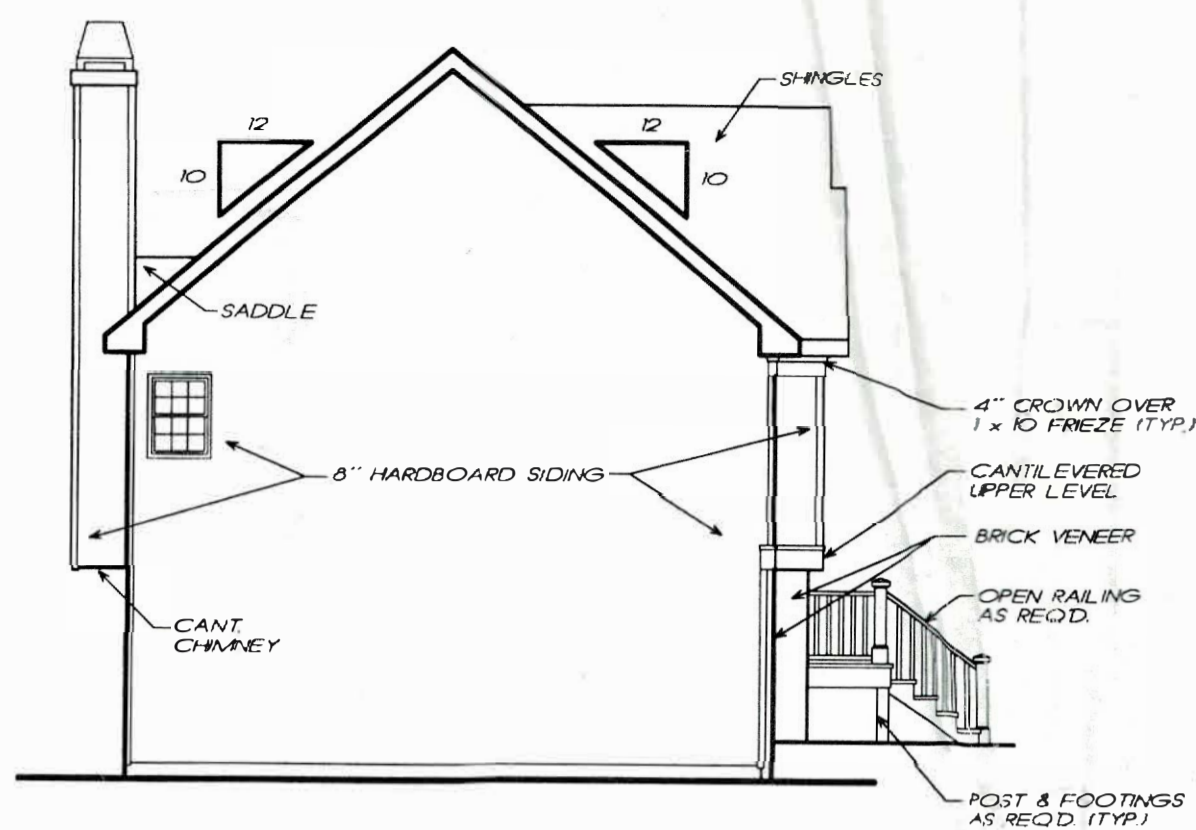 SHINGLES
12
10
12
10
SADDLE
4" CROWN OVER
1 x 10 FRIEZE (TYP.)
8" HARDBOARD SIDING
CANTILEVERED
UPPER LEVEL
BRICK VENEER
OPEN RAILING
AS REQ'D.
CANT.
CHIMNEY
POST & FOOTINGS
AS REQ'D. (TYP.)